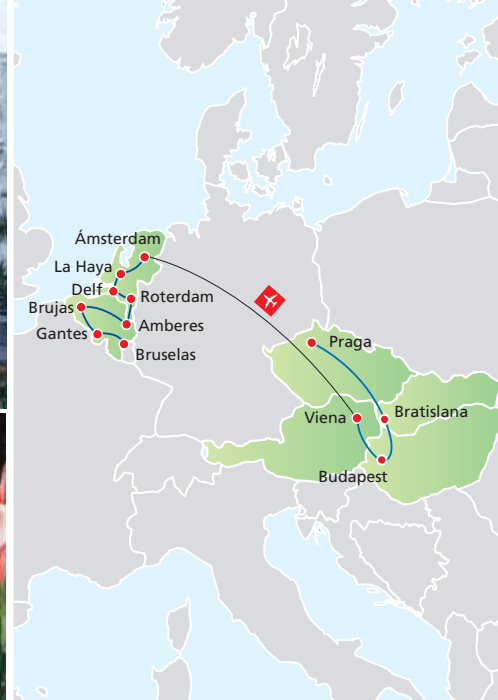 Ámsterdam
La Haya
Delf
Roterdam
Brujas
Amberes
Gantes
Bruselas
Praga
Viena
Bratislana
Budapest